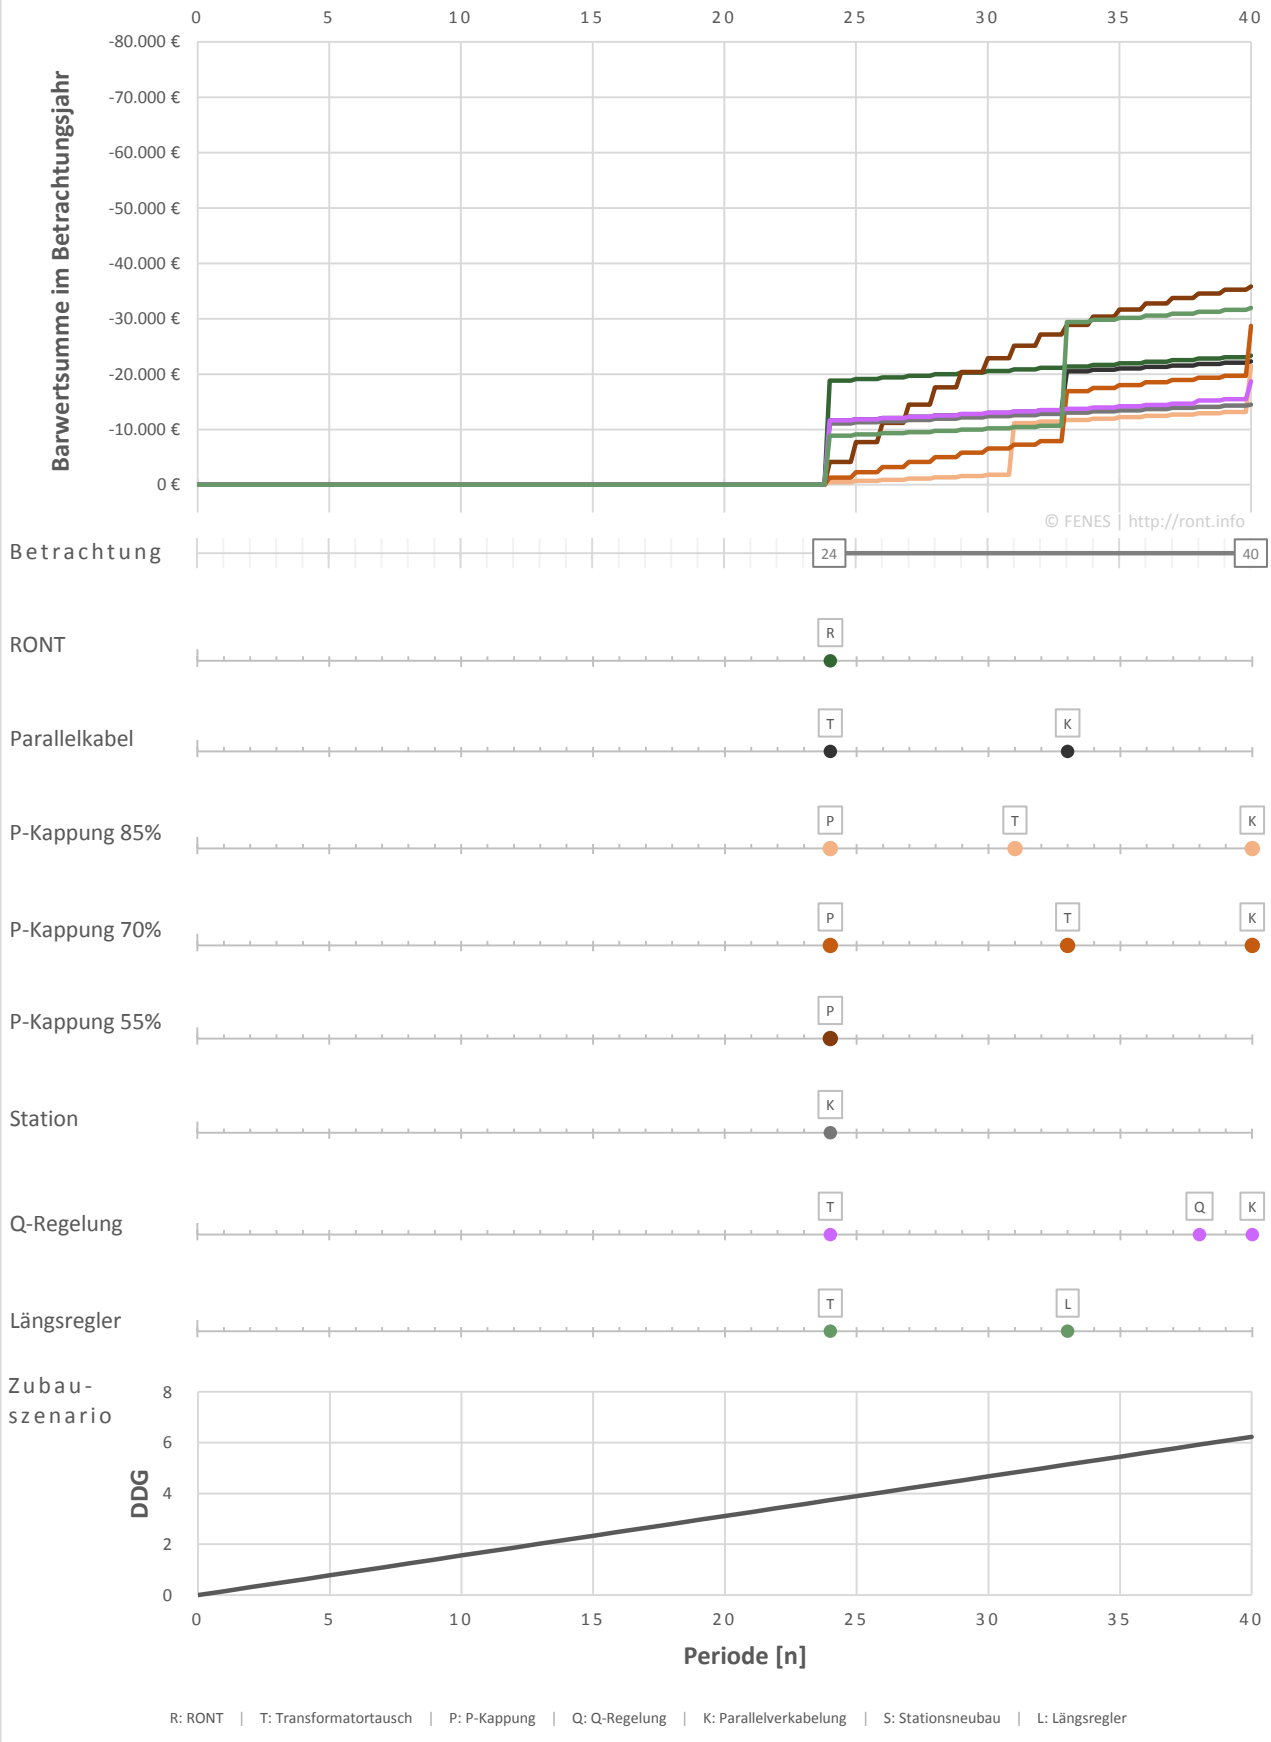 0 5 10 15 20 25 30 35 40
-80.000 €
-70.000 €
-60.000 €
-50.000 €
-40.000 €
-30.000 €
-20.000 €
-10.000 €
0 €
Barwertsumme im Betrachtungsjahr
© FENES | http://ront.info
Betrachtung
24 40
RONT
R
Parallelkabel
T K
P-Kappung 85%
P T K
P-Kappung 70%
P T K
P-Kappung 55%
P
Station
K
Q-Regelung
T Q K
Längsregler
T L
Zubau-
szenario
DDG
8
6
4
2
0
0 5 10 15 20 25 30 35 40
Periode [n]
R: RONT | T: Transformatortausch | P: P-Kappung | Q: Q-Regelung | K: Parallelverkabelung | S: Stationsneubau | L: Längsregler